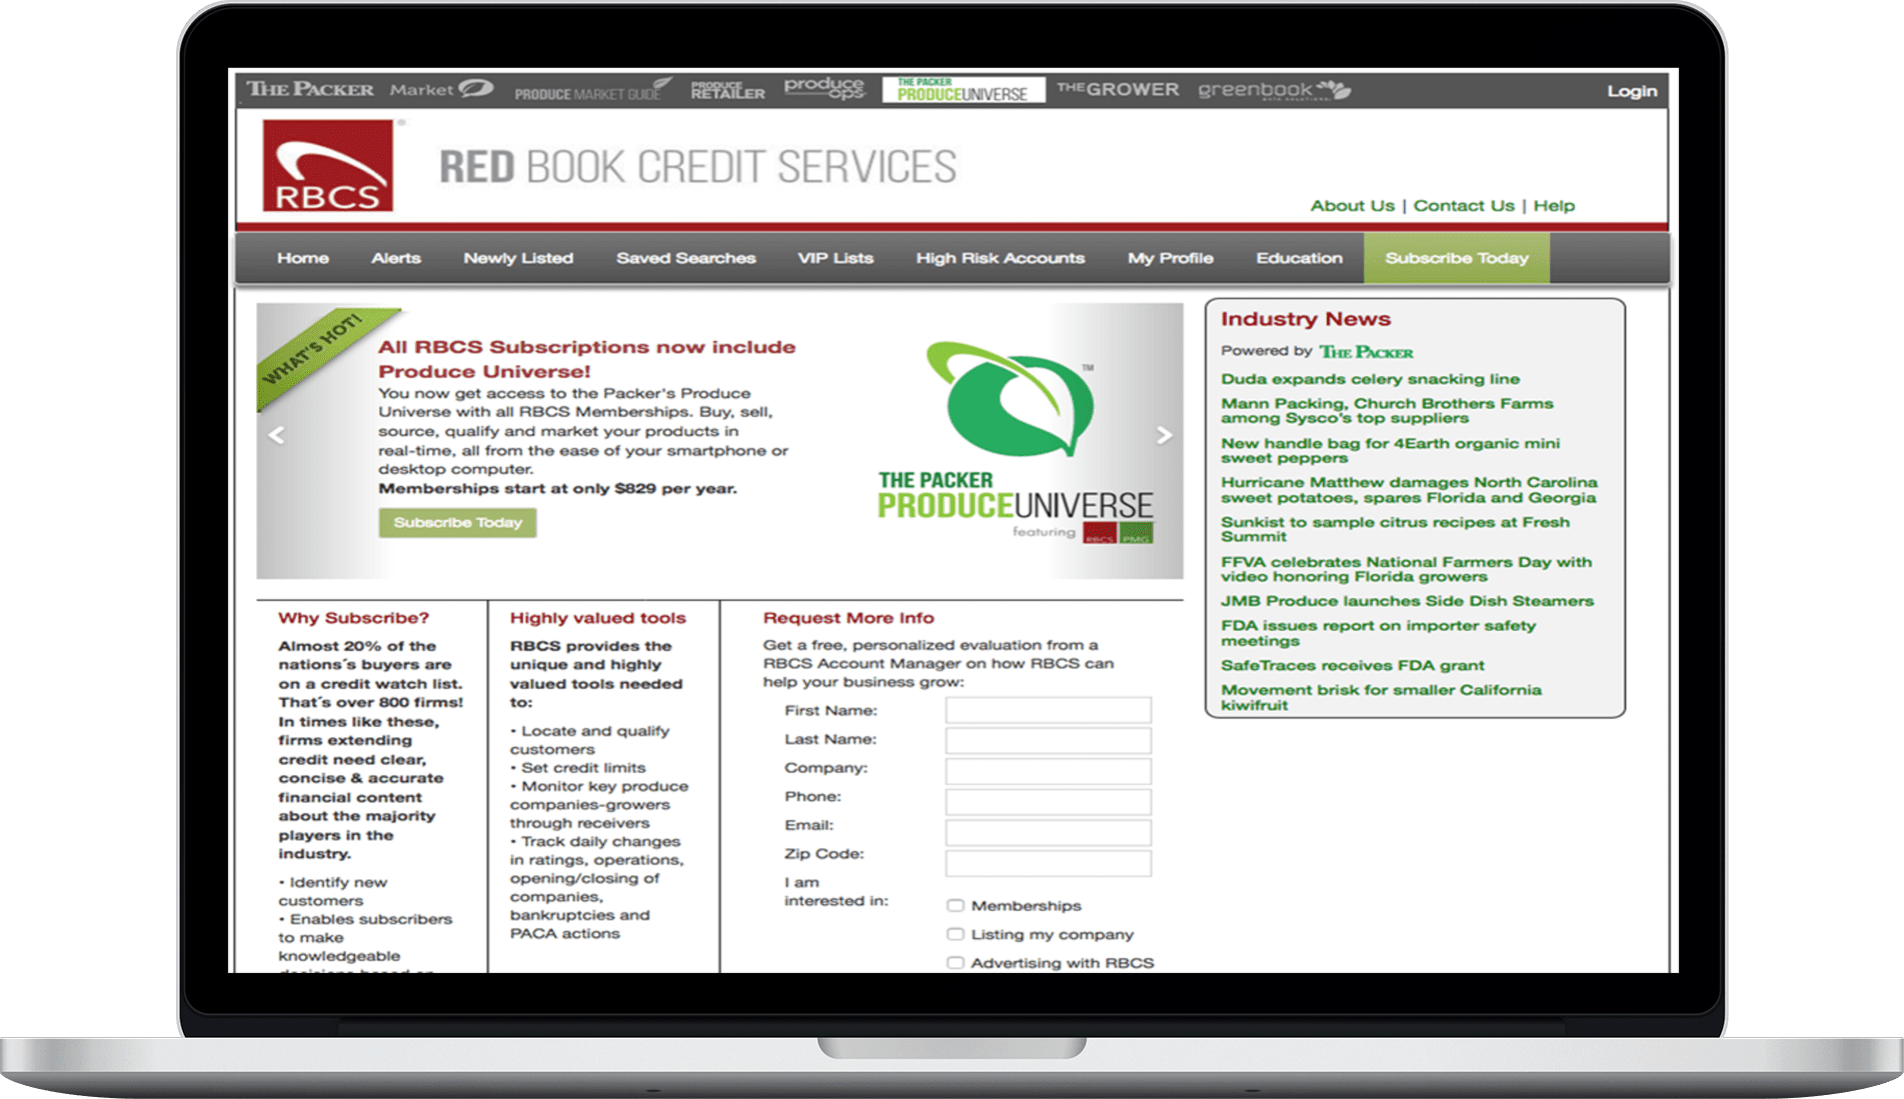 THE PACKER Market PRODUCE MARKET GUIDE PRODUCE RETAILER produce ops THE PACKER PRODUCEUNIVERSE THEGROWER greenbook Login
RBCS
RED BOOK CREDIT SERVICES
About Us | Contact Us | Help
Home Alerts Newly Listed Saved Searches VIP Lists High Risk Accounts My Profile Education Subscribe Today
WHAT'S HOT!
All RBCS Subscriptions now include
Produce Universe!
You now get access to the Packer's Produce
Universe with all RBCS Memberships. Buy, sell,
source, qualify and market your products in
real-time, all from the ease of your smartphone or
desktop computer.
Memberships start at only $829 per year.
Subscribe Today
TM
THE PACKER
PRODUCEUNIVERSE
featuring RBCS PMG
Industry News
Powered by THE PACKER
Duda expands celery snacking line
Mann Packing, Church Brothers Farms
among Sysco's top suppliers
New handle bag for 4Earth organic mini
sweet peppers
Hurricane Matthew damages North Carolina
sweet potatoes, spares Florida and Georgia
Sunkist to sample citrus recipes at Fresh
Summit
FFVA celebrates National Farmers Day with
video honoring Florida growers
JMB Produce launches Side Dish Steamers
FDA issues report on importer safety
meetings
SafeTraces receives FDA grant
Movement brisk for smaller California
kiwifruit
Why Subscribe?
Almost 20% of the
nations´s buyers are
on a credit watch list.
That´s over 800 firms!
In times like these,
firms extending
credit need clear,
concise & accurate
financial content
about the majority
players in the
industry.
• Identify new
customers
• Enables subscribers
to make
knowledgeable
Highly valued tools
RBCS provides the
unique and highly
valued tools needed
to:
• Locate and qualify
customers
• Set credit limits
• Monitor key produce
companies-growers
through receivers
• Track daily changes
in ratings, operations,
opening/closing of
companies,
bankruptcies and
PACA actions
Request More Info
Get a free, personalized evaluation from a
RBCS Account Manager on how RBCS can
help your business grow:
First Name:
Last Name:
Company:
Phone:
Email:
Zip Code:
I am
interested in:
Memberships
Listing my company
Advertising with RBCS